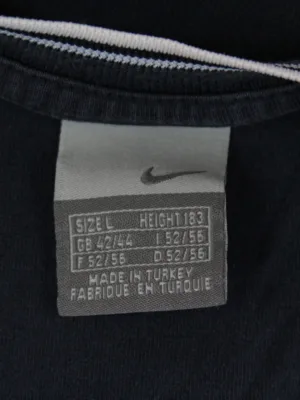 SIZE L HEIGHT 183
GB 42/44 I 52/56
F 52/56 D 52/56
MADE IN TURKEY
FABRIQUE EN TURQUIE